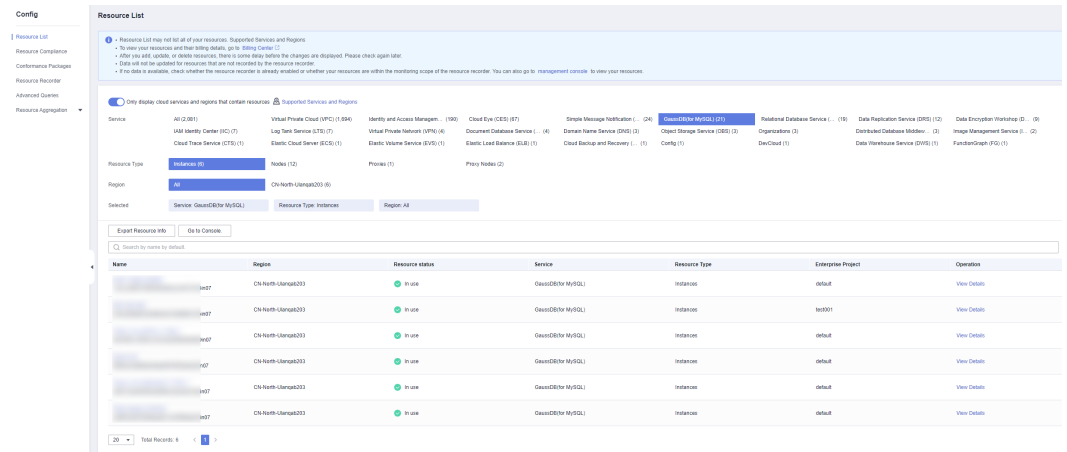 Config
Resource List
Resource Compliance
Conformance Packages
Resource Recorder
Advanced Queries
Resource Aggregation
Resource List
• Resource List may not list all of your resources. Supported Services and Regions
• To view your resources and their billing details, go to Billing Center
• After you add, update, or delete resources, there is some delay before the changes are displayed. Please check again later.
• Data will not be updated for resources that are not recorded by the resource recorder.
• If no data is available, check whether the resource recorder is already enabled or whether your resources are within the monitoring scope of the resource recorder. You can also go to management console to view your resources.
Only display cloud services and regions that contain resources Supported Services and Regions
Service All (2,081) Virtual Private Cloud (VPC) (1,694) Identity and Access Managem... (190) Cloud Eye (CES) (67) Simple Message Notification (... (24) GaussDB(for MySQL) (21) Relational Database Service (... (18) Data Replication Service (DRS) (12) Data Encryption Workshop (D... (9)
IAM Identity Center (IIC) (7) Log Tank Service (LTS) (7) Virtual Private Network (VPN) (4) Document Database Service (... (4) Domain Name Service (DNS) (3) Object Storage Service (OBS) (3) Organizations (3) Distributed Database Middlew... (3) Image Management Service (I... (2)
Cloud Trace Service (CTS) (1) Elastic Cloud Server (ECS) (1) Elastic Volume Service (EVS) (1) Elastic Load Balance (ELB) (1) Cloud Backup and Recovery (... (1) Config (1) DevCloud (1) Data Warehouse Service (DWS) (1) FunctionGraph (FG) (1)
Resource Type Instances (6) Nodes (12) Proxies (1) Proxy Nodes (2)
Region All CN-North-Ulanqab203 (6)
Selected Service: GaussDB(for MySQL) Resource Type: Instances Region: All
Export Resource Info Go to Console.
Search by name by default.
Name Region Resource status Service Resource Type Enterprise Project Operation
in07 CN-North-Ulanqab203 In use GaussDB(for MySQL) Instances default View Details
in07 CN-North-Ulanqab203 In use GaussDB(for MySQL) Instances test001 View Details
in07 CN-North-Ulanqab203 In use GaussDB(for MySQL) Instances default View Details
in07 CN-North-Ulanqab203 In use GaussDB(for MySQL) Instances default View Details
in07 CN-North-Ulanqab203 In use GaussDB(for MySQL) Instances default View Details
in07 CN-North-Ulanqab203 In use GaussDB(for MySQL) Instances default View Details
20 Total Records: 6 < 1 >